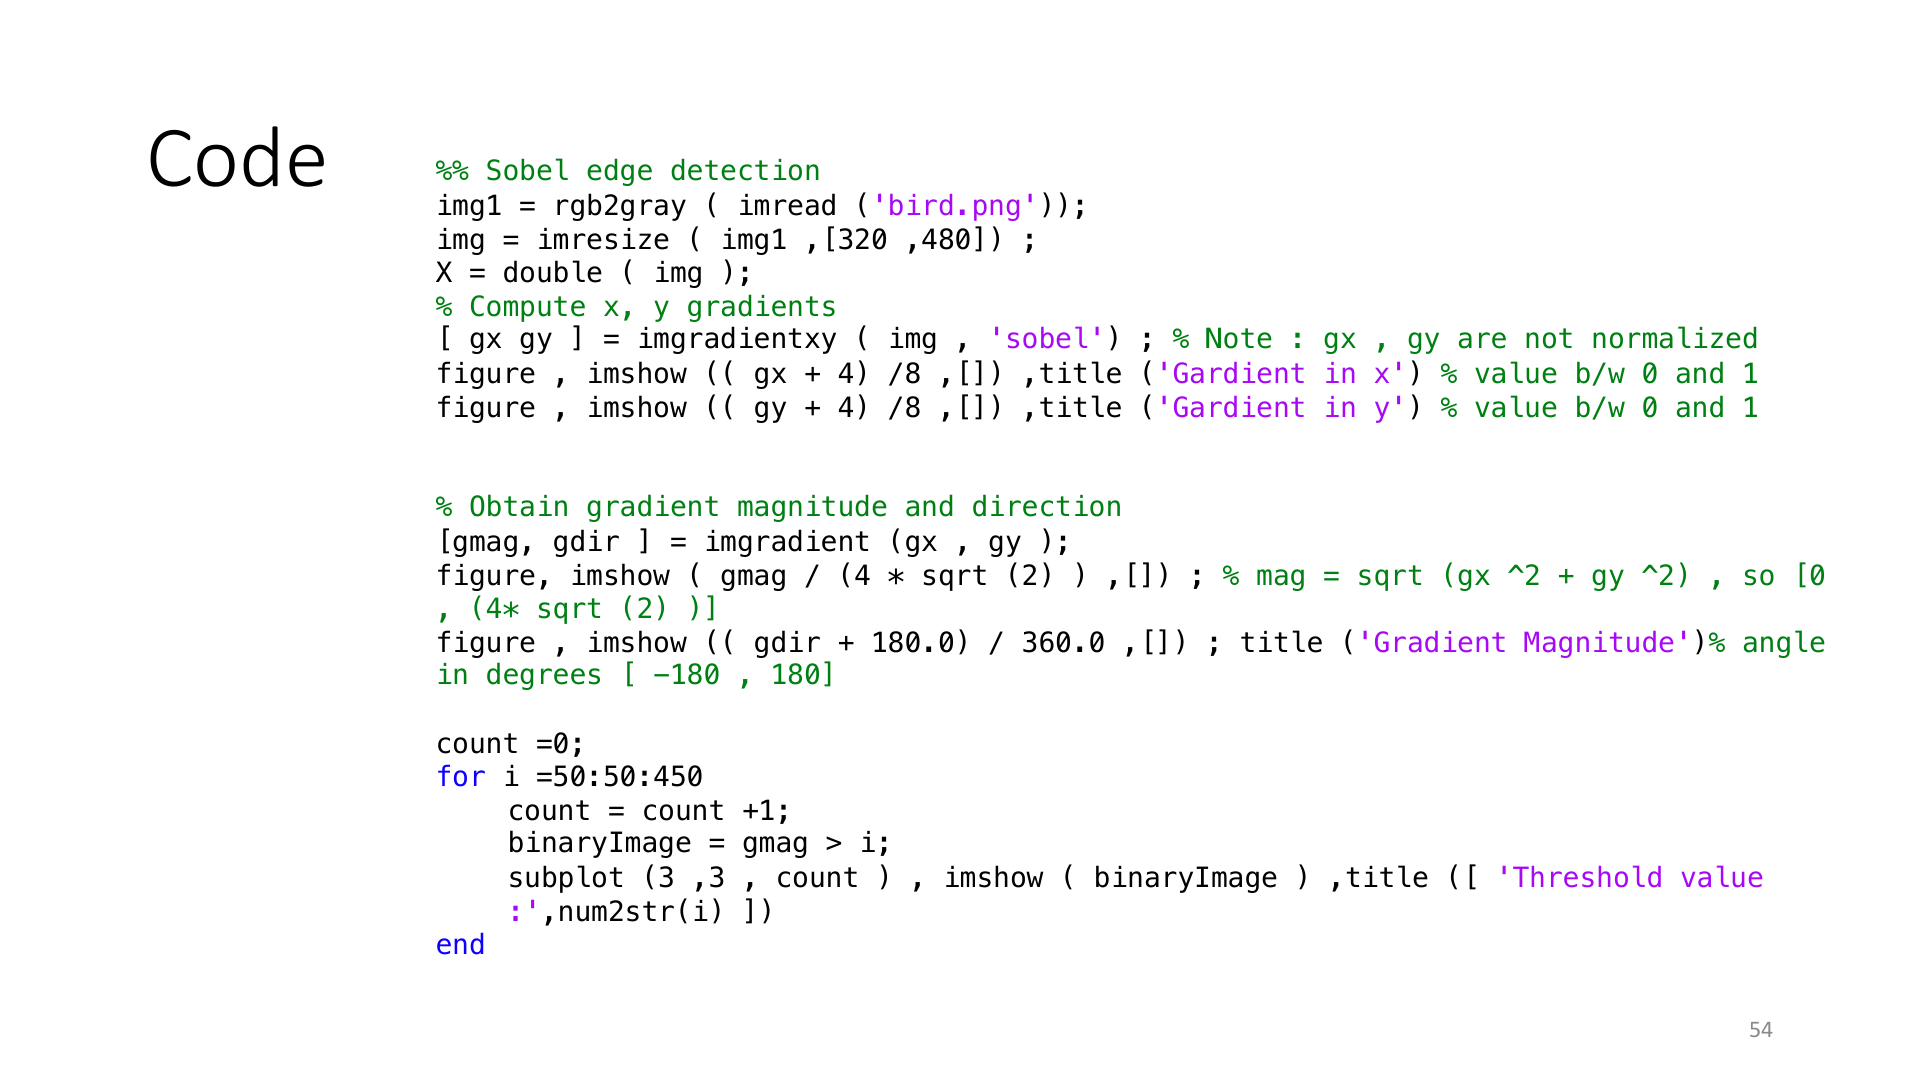 Code
%% Sobel edge detection
img1 = rgb2gray ( imread ('bird.png'));
img = imresize ( img1 ,[320 ,480]) ;
X = double ( img );
% Compute x, y gradients
[ gx gy ] = imgradientxy ( img , 'sobel') ; % Note : gx , gy are not normalized
figure , imshow (( gx + 4) /8 ,[]) ,title ('Gardient in x') % value b/w 0 and 1
figure , imshow (( gy + 4) /8 ,[]) ,title ('Gardient in y') % value b/w 0 and 1
% Obtain gradient magnitude and direction
[gmag, gdir ] = imgradient (gx , gy );
figure, imshow ( gmag / (4 * sqrt (2) ) ,[]) ; % mag = sqrt (gx ^2 + gy ^2) , so [0
, (4* sqrt (2) )]
figure , imshow (( gdir + 180.0) / 360.0 ,[]) ; title ('Gradient Magnitude')% angle
in degrees [ −180 , 180]
count =0;
for i =50:50:450
count = count +1;
binaryImage = gmag > i;
subplot (3 ,3 , count ) , imshow ( binaryImage ) ,title ([ 'Threshold value
:',num2str(i) ])
end
54